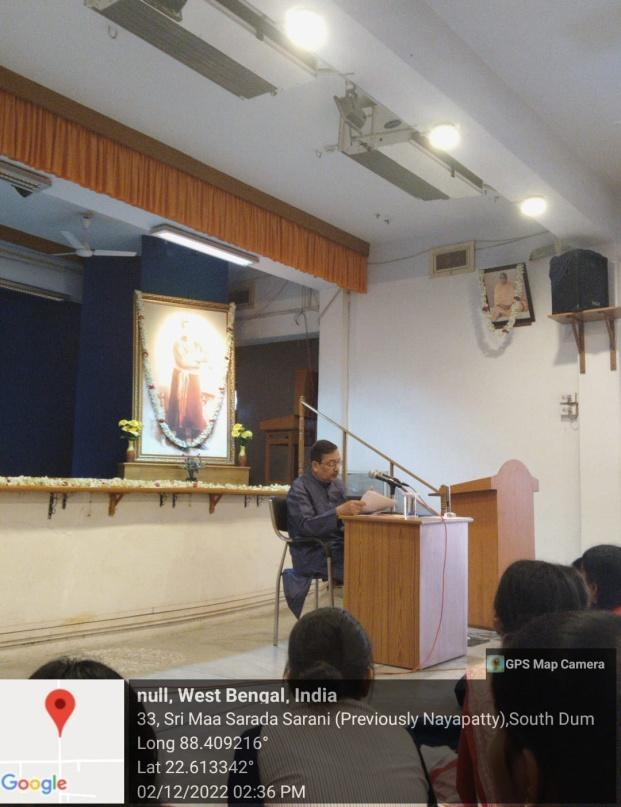 GPS Map Camera
null, West Bengal, India
33, Sri Maa Sarada Sarani (Previously Nayapatty),South Dum
Long 88.409216°
Lat 22.613342°
02/12/2022 02:36 PM
Google